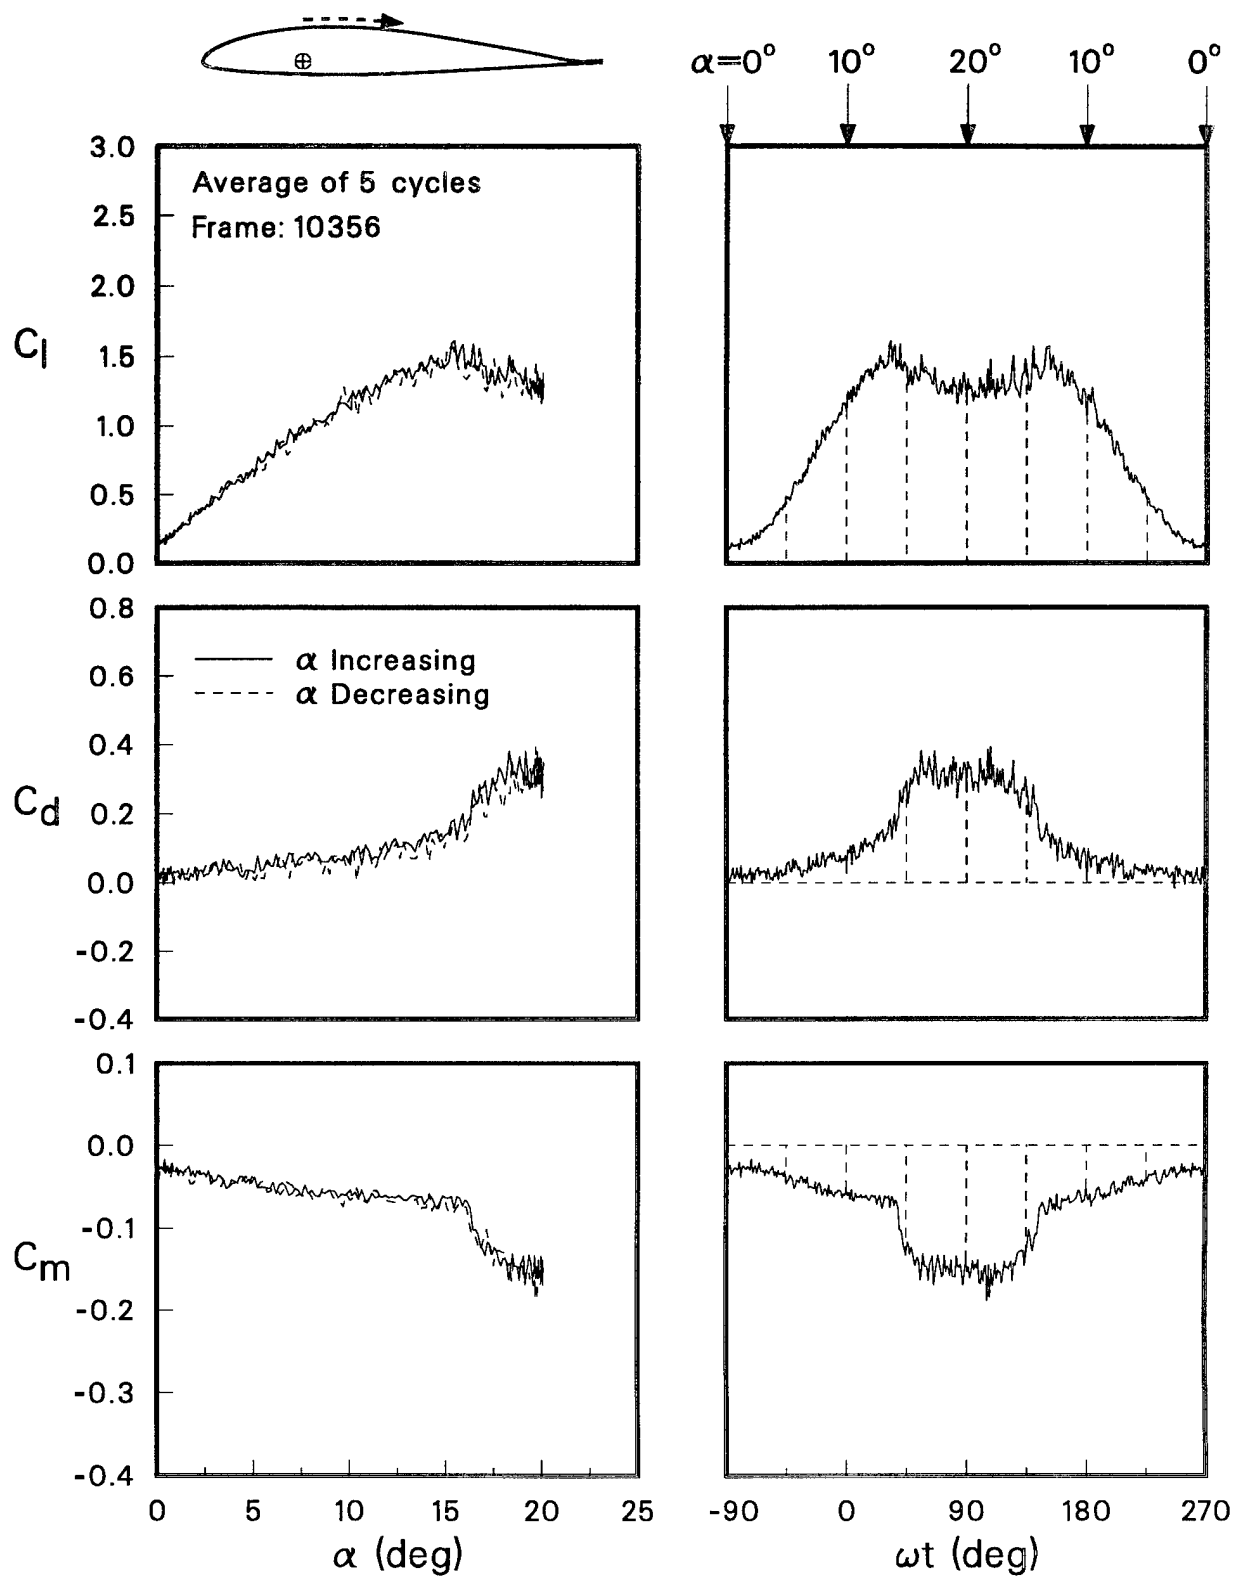 α=0° 10° 20° 10° 0°
3.0
2.5
2.0
1.5
1.0
0.5
0.0
Cl
Average of 5 cycles
Frame: 10356
0.8
0.6
0.4
0.2
0.0
-0.2
-0.4
Cd
α Increasing
α Decreasing
0.1
0.0
-0.1
-0.2
-0.3
-0.4
Cm
0 5 10 15 20 25
α (deg)
-90 0 90 180 270
ωt (deg)